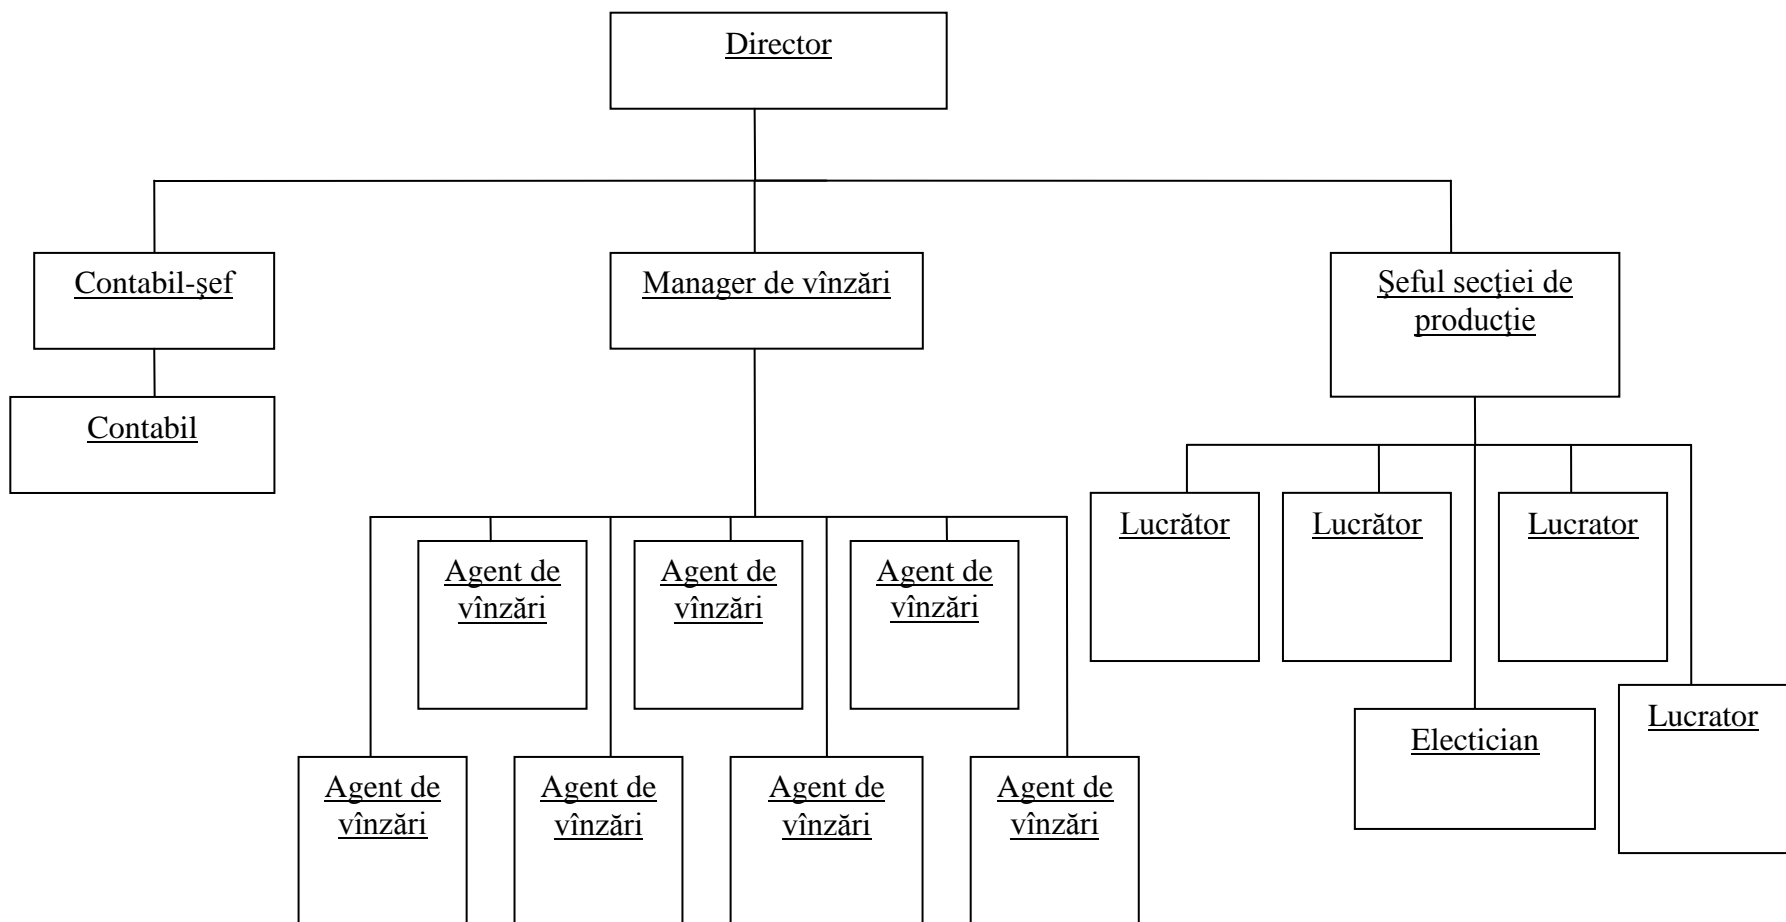 Director
Contabil-şef
Manager de vînzări
Şeful secţiei de
producţie
Contabil
Lucrător
Lucrător
Lucrator
Agent de
vînzări
Agent de
vînzări
Agent de
vînzări
Lucrator
Electician
Agent de
vînzări
Agent de
vînzări
Agent de
vînzări
Agent de
vînzări